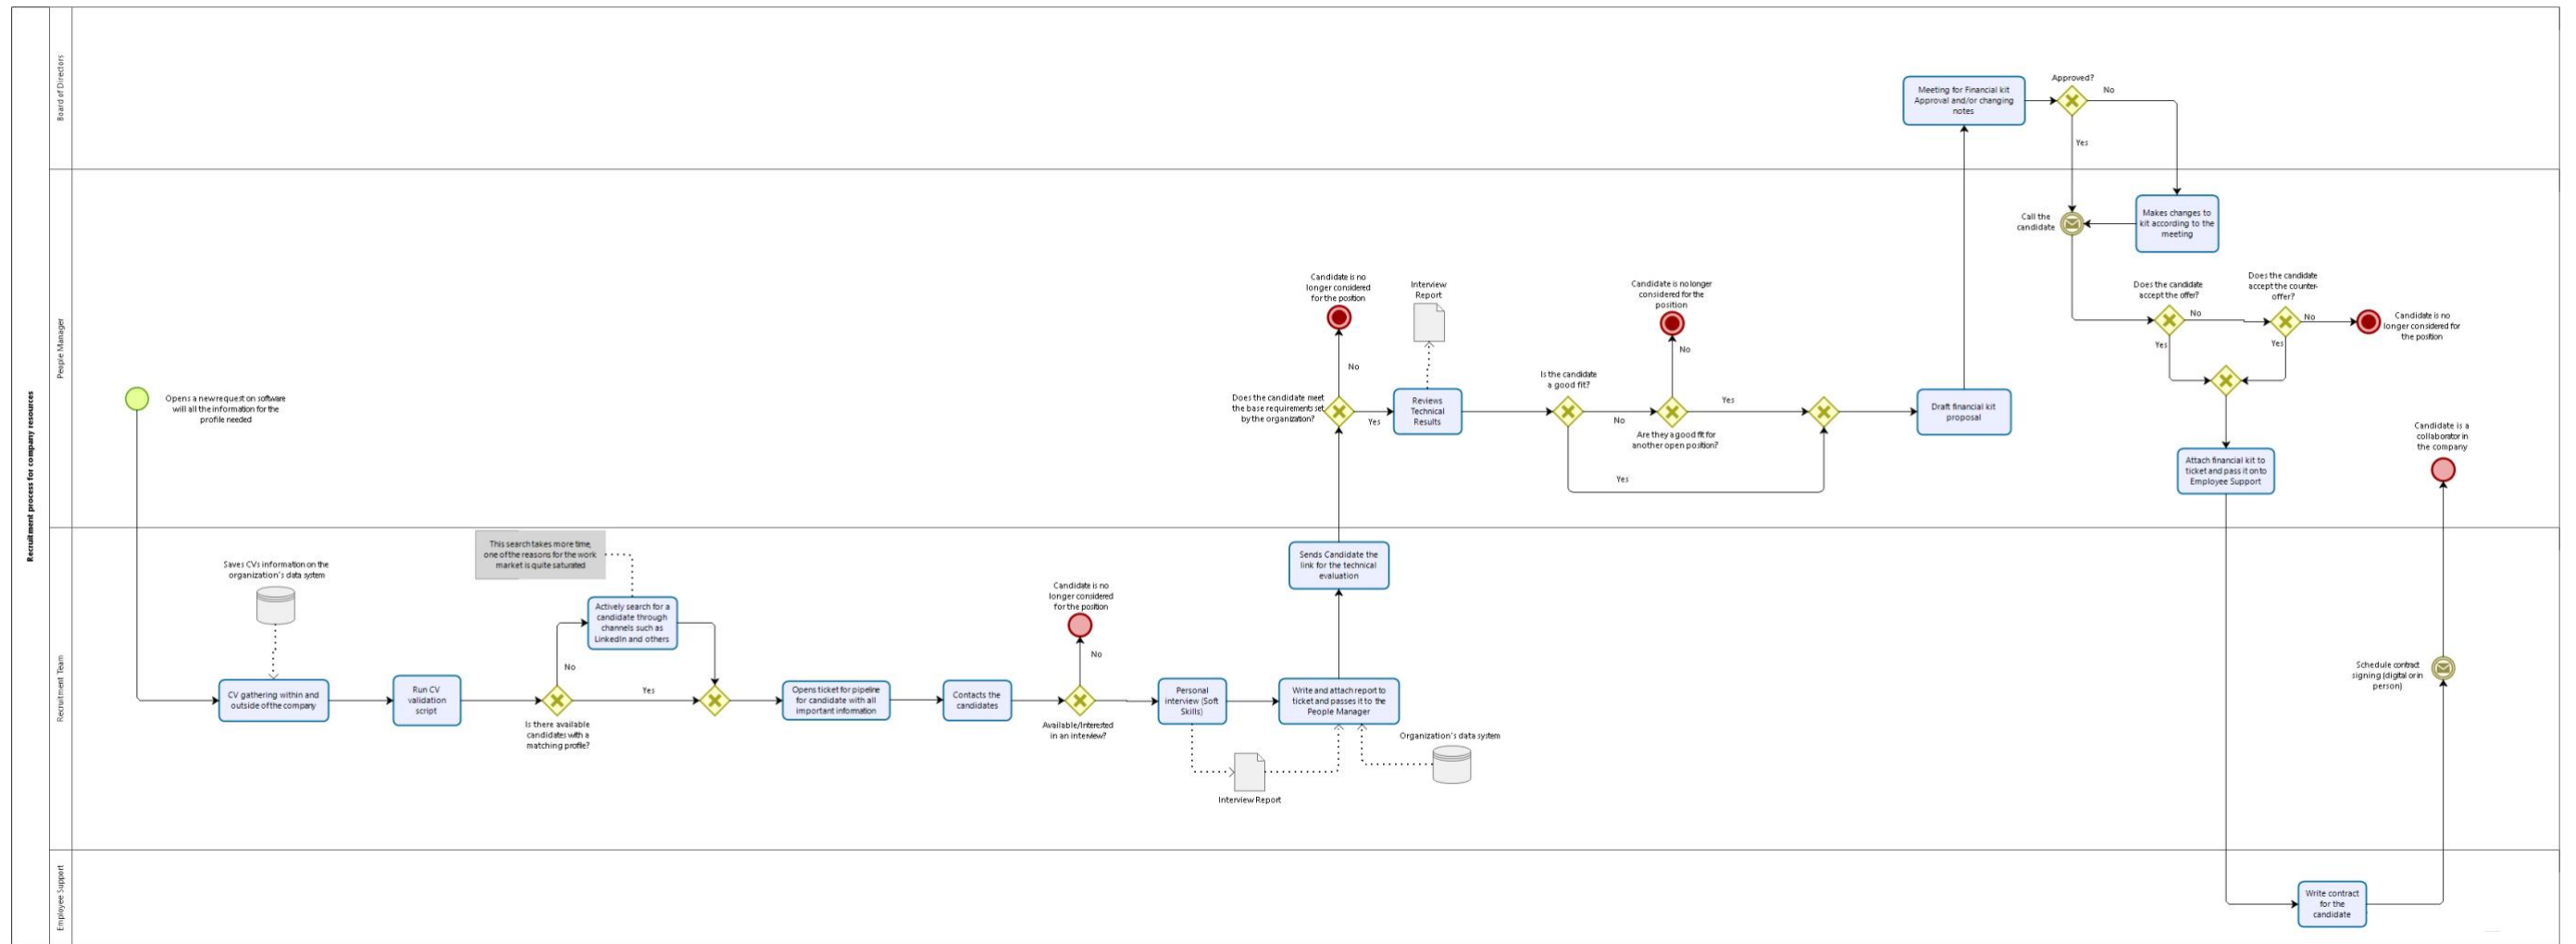 Recruitment process for company resources
Board of Directors
Meeting for Financial kit
Approval and/or changing
notes
Approved?
No
Yes
People Manager
Opens a new request on software
will all the information for the
profile needed
Candidate is no
longer considered
for the position
No
Does the candidate meet
the base requirements set
by the organization?
Yes
Interview
Report
Reviews
Technical
Results
Is the candidate
a good fit?
No
Yes
Candidate is no longer
considered for the
position
No
Are they a good fit for
another open position?
Yes
Draft financial kit
proposal
Call the
candidate
Makes changes to
kit according to the
meeting
Does the candidate
accept the offer?
No
Yes
Does the candidate
accept the counter-
offer?
No
Yes
Candidate is no
longer considered for
the position
Attach financial kit to
ticket and pass it on to
Employee Support
Candidate is a
collaborator in
the company
Recruitment Team
Saves CVs information on the
organization's data system
CV gathering within and
outside of the company
Run CV
validation
script
This search takes more time,
one of the reasons for the work
market is quite saturated
Actively search for a
candidate through
channels such as
LinkedIn and others
No
Yes
Is there available
candidates with a
matching profile?
Opens ticket for pipeline
for candidate with all
important information
Contacts the
candidates
Candidate is no
longer considered
for the position
No
Available/Interested
in an interview?
Personal
interview (Soft
Skills)
Interview Report
Write and attach report to
ticket and passes it to the
People Manager
Organization's data system
Sends Candidate the
link for the technical
evaluation
Schedule contract
signing (digital or in
person)
Employee Support
Write contract
for the
candidate